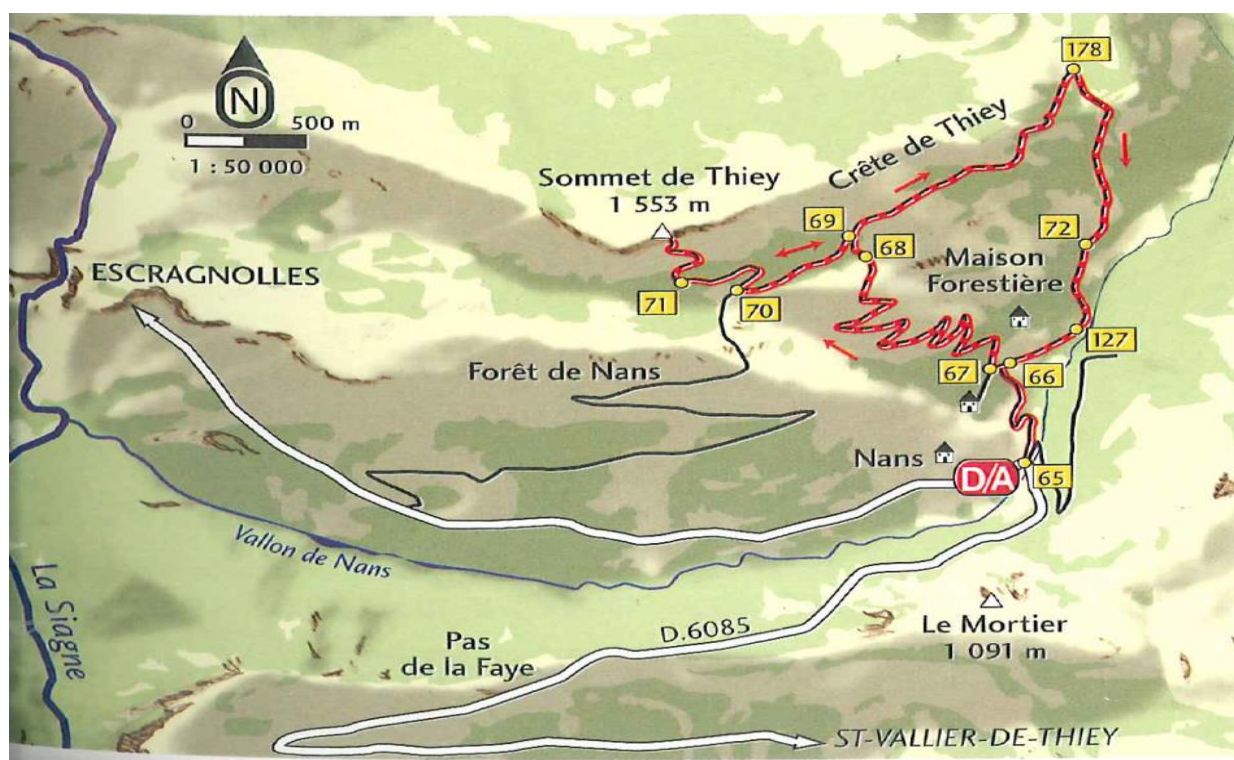 178
N
0 500 m
1 : 50 000
Crête de Thiey
Sommet de Thiey
1 553 m
69
68
72
Maison
Forestière
ESCRAGNOLLES
71
70
127
Forêt de Nans
67
66
Nans
D/A
65
Vallon de Nans
La Siagne
D.6085
Le Mortier
1 091 m
Pas
de la Faye
ST-VALLIER-DE-THIEY